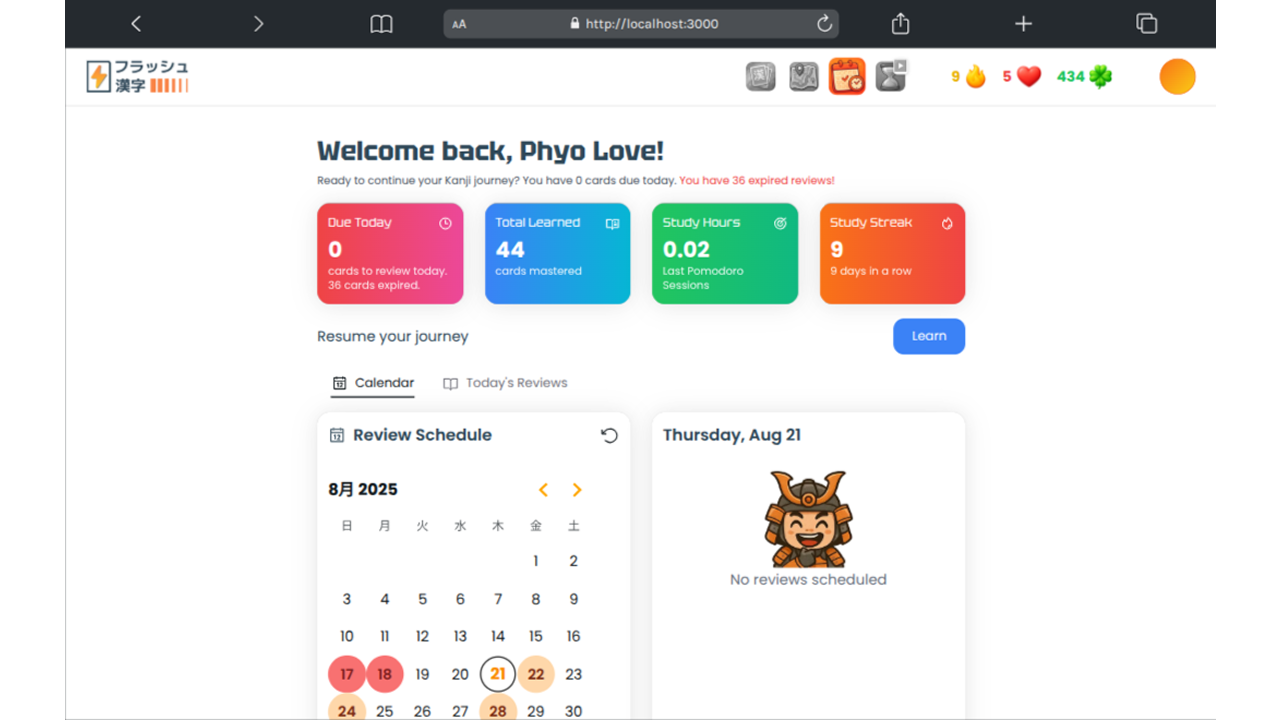 AA http://localhost:3000
フラッシュ
漢字
9 5 434
Welcome back, Phyo Love!
Ready to continue your Kanji journey? You have 0 cards due today. You have 36 expired reviews!
Due Today
0
cards to review today.
36 cards expired.
Total Learned
44
cards mastered
Study Hours
0.02
Last Pomodoro
Sessions
Study Streak
9
9 days in a row
Resume your journey
Learn
Calendar Today's Reviews
Review Schedule
8月 2025
日 月 火 水 木 金 土
1 2
3 4 5 6 7 8 9
10 11 12 13 14 15 16
17 18 19 20 21 22 23
24 25 26 27 28 29 30
Thursday, Aug 21
No reviews scheduled